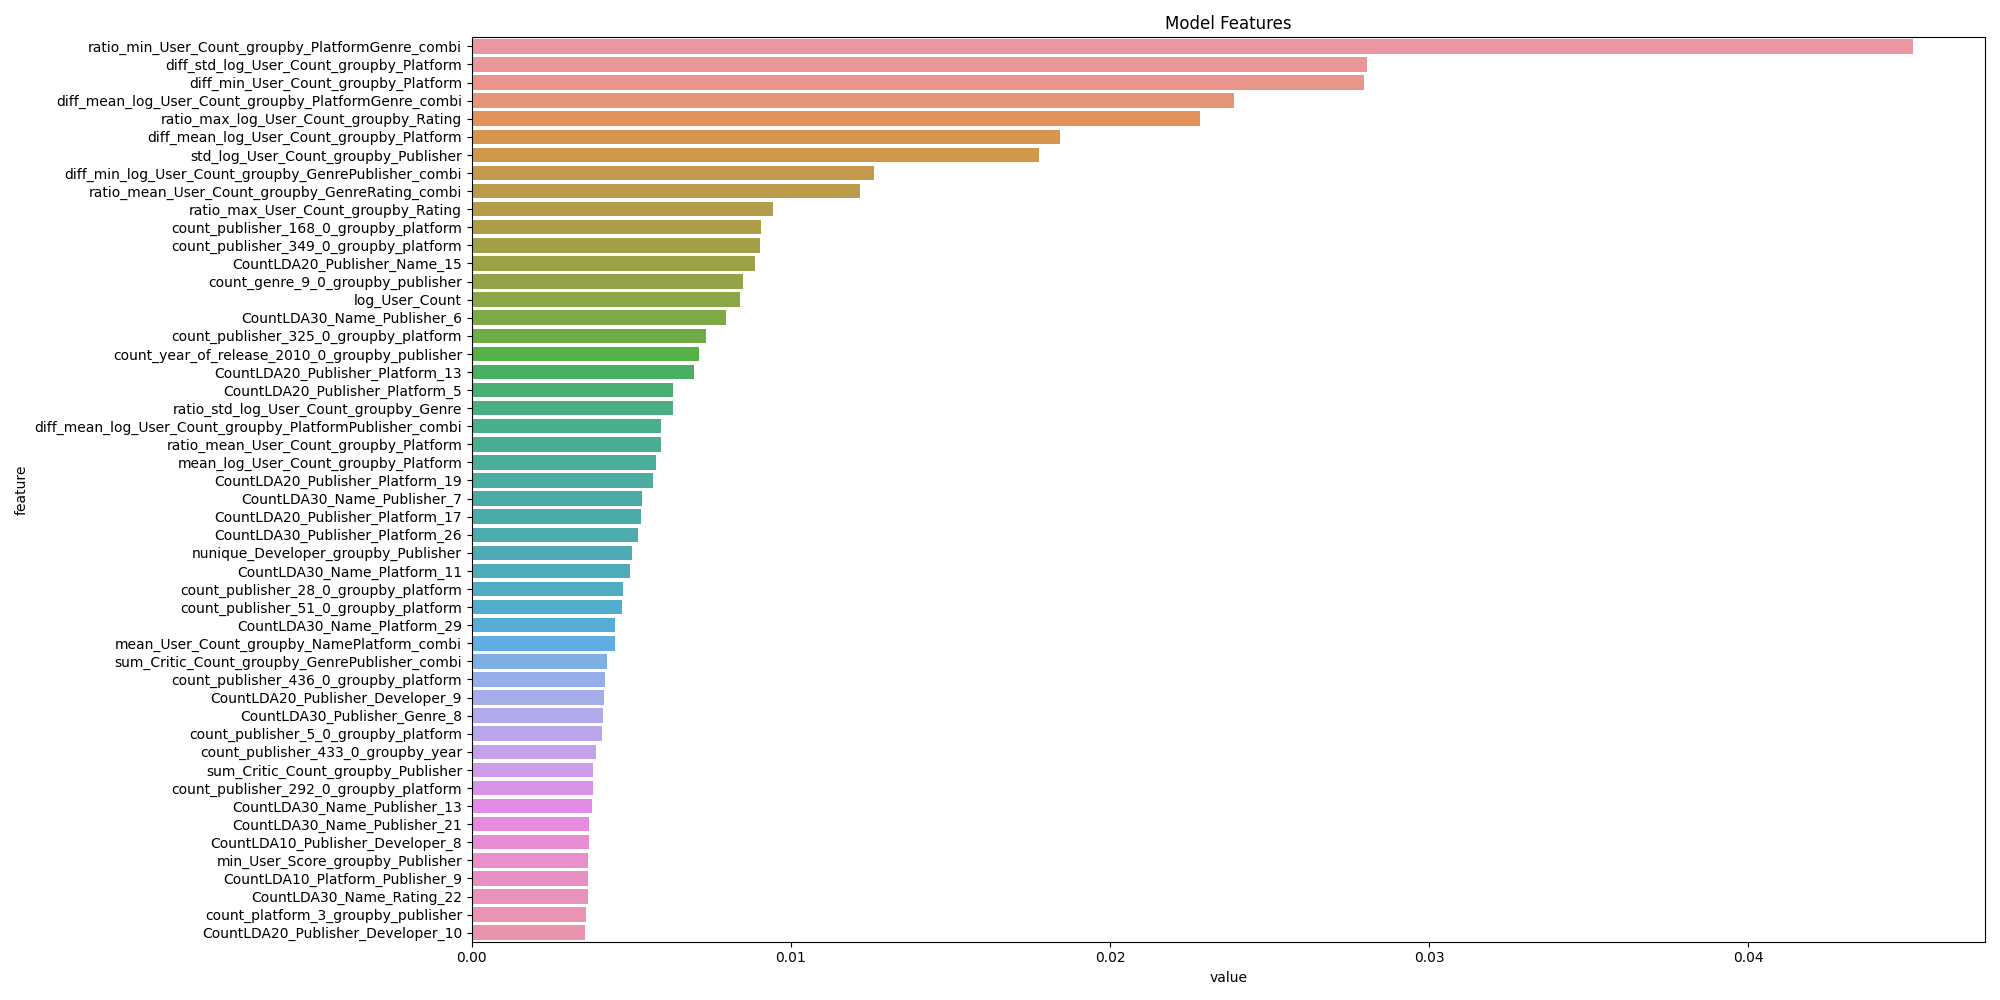 Model Features
ratio_min_User_Count_groupby_PlatformGenre_combi
diff_std_log_User_Count_groupby_Platform
diff_min_User_Count_groupby_Platform
diff_mean_log_User_Count_groupby_PlatformGenre_combi
ratio_max_log_User_Count_groupby_Rating
diff_mean_log_User_Count_groupby_Platform
std_log_User_Count_groupby_Publisher
diff_min_log_User_Count_groupby_GenrePublisher_combi
ratio_mean_User_Count_groupby_GenreRating_combi
ratio_max_User_Count_groupby_Rating
count_publisher_168_0_groupby_platform
count_publisher_349_0_groupby_platform
CountLDA20_Publisher_Name_15
count_genre_9_0_groupby_publisher
log_User_Count
CountLDA30_Name_Publisher_6
count_publisher_325_0_groupby_platform
count_year_of_release_2010_0_groupby_publisher
CountLDA20_Publisher_Platform_13
CountLDA20_Publisher_Platform_5
ratio_std_log_User_Count_groupby_Genre
diff_mean_log_User_Count_groupby_PlatformPublisher_combi
ratio_mean_User_Count_groupby_Platform
mean_log_User_Count_groupby_Platform
CountLDA20_Publisher_Platform_19
CountLDA30_Name_Publisher_7
CountLDA20_Publisher_Platform_17
CountLDA30_Publisher_Platform_26
nunique_Developer_groupby_Publisher
CountLDA30_Name_Platform_11
count_publisher_28_0_groupby_platform
count_publisher_51_0_groupby_platform
CountLDA30_Name_Platform_29
mean_User_Count_groupby_NamePlatform_combi
sum_Critic_Count_groupby_GenrePublisher_combi
count_publisher_436_0_groupby_platform
CountLDA20_Publisher_Developer_9
CountLDA30_Publisher_Genre_8
count_publisher_5_0_groupby_platform
count_publisher_433_0_groupby_year
sum_Critic_Count_groupby_Publisher
count_publisher_292_0_groupby_platform
CountLDA30_Name_Publisher_13
CountLDA30_Name_Publisher_21
CountLDA10_Publisher_Developer_8
min_User_Score_groupby_Publisher
CountLDA10_Platform_Publisher_9
CountLDA30_Name_Rating_22
count_platform_3_groupby_publisher
CountLDA20_Publisher_Developer_10
feature
0.00 0.01 0.02 0.03 0.04
value